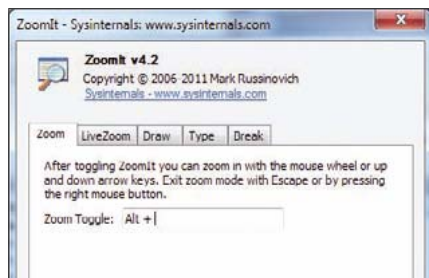 ZoomIt - Sysinternals: www.sysinternals.com
ZoomIt v4.2
Copyright © 2006-2011 Mark Russinovich
Sysinternals - www.sysinternals.com
Zoom LiveZoom Draw Type Break
After toggling ZoomIt you can zoom in with the mouse wheel or up
and down arrow keys. Exit zoom mode with Escape or by pressing
the right mouse button.
Zoom Toggle: Alt +